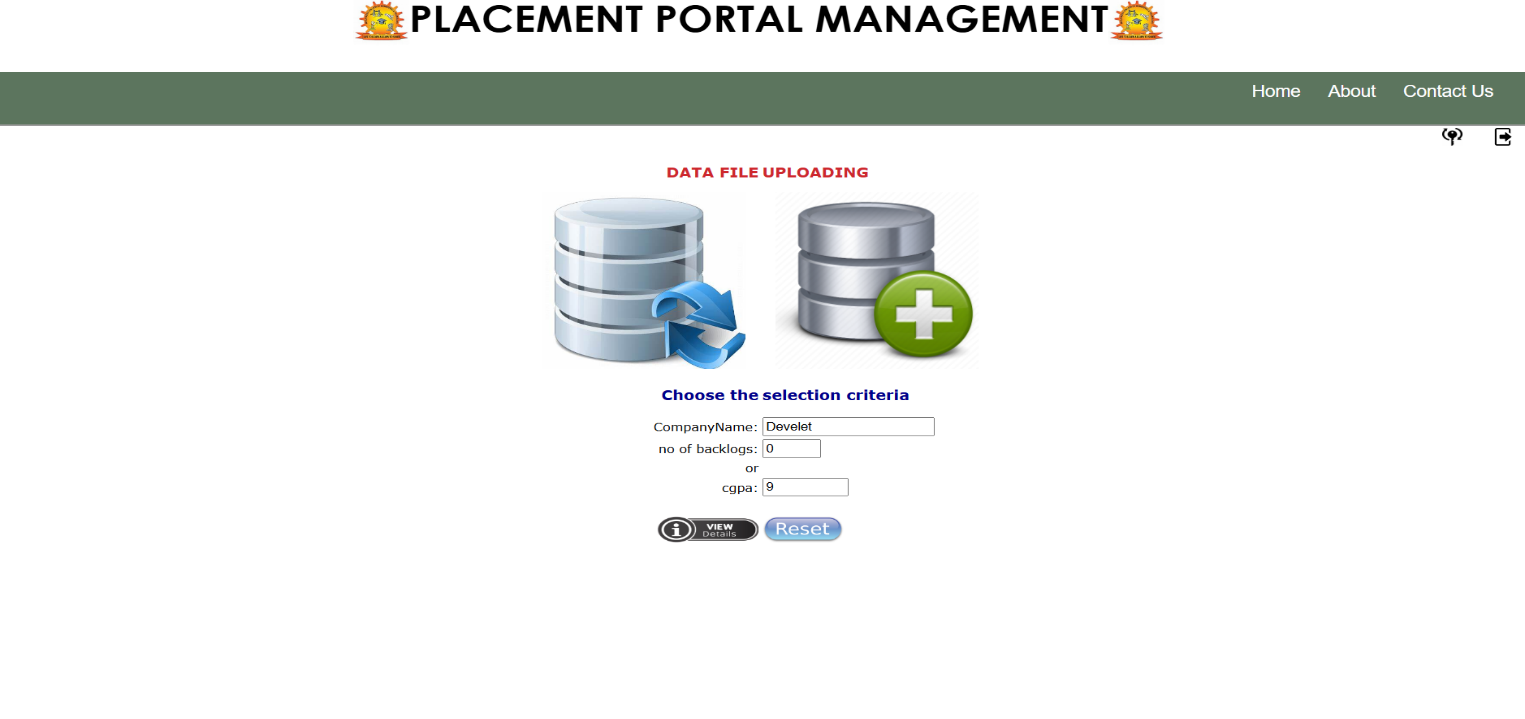 PLACEMENT PORTAL MANAGEMENT
Home About Contact Us
DATA FILE UPLOADING
Choose the selection criteria
CompanyName: Develet
no of backlogs: 0
or
cgpa: 9
i VIEW Details Reset